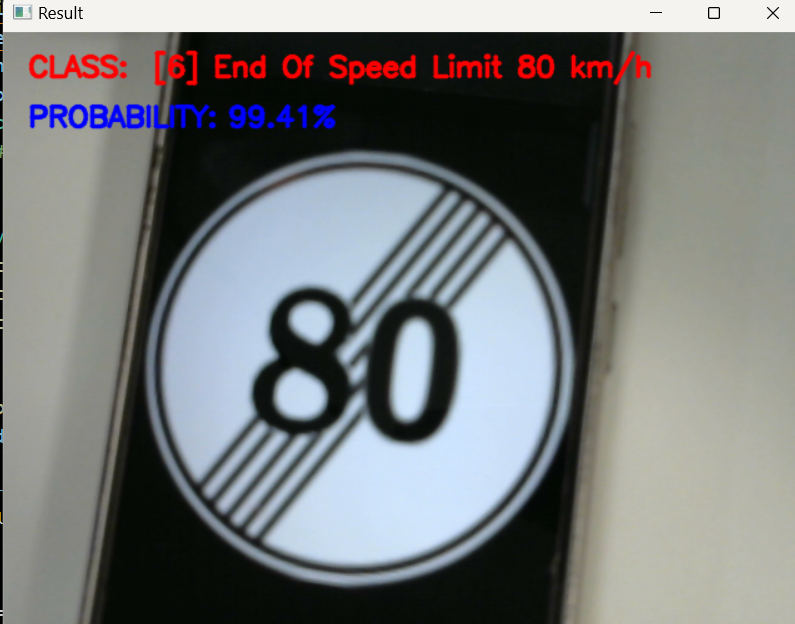 Result
CLASS: [6] End Of Speed Limit 80 km/h
PROBABILITY: 99.41%
80